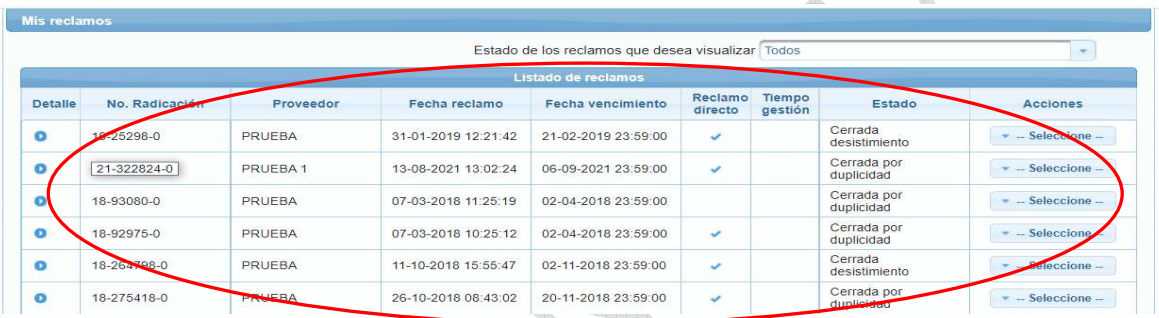 Mis reclamos
Estado de los reclamos que desea visualizar Todos
Listado de reclamos
Detalle No. Radicación Proveedor Fecha reclamo Fecha vencimiento Reclamo directo Tiempo gestión Estado Acciones
18-25298-0 PRUEBA 31-01-2019 12:21:42 21-02-2019 23:59:00 Cerrada desistimiento -- Seleccione --
21-322824-0 PRUEBA 1 13-08-2021 13:02:24 06-09-2021 23:59:00 Cerrada por duplicidad -- Seleccione --
18-93080-0 PRUEBA 07-03-2018 11:25:19 02-04-2018 23:59:00 Cerrada por duplicidad -- Seleccione --
18-92975-0 PRUEBA 07-03-2018 10:25:12 02-04-2018 23:59:00 Cerrada por duplicidad -- Seleccione --
18-264798-0 PRUEBA 11-10-2018 15:55:47 02-11-2018 23:59:00 Cerrada desistimiento -- Seleccione --
18-275418-0 PRUEBA 26-10-2018 08:43:02 20-11-2018 23:59:00 Cerrada por duplicidad -- Seleccione --